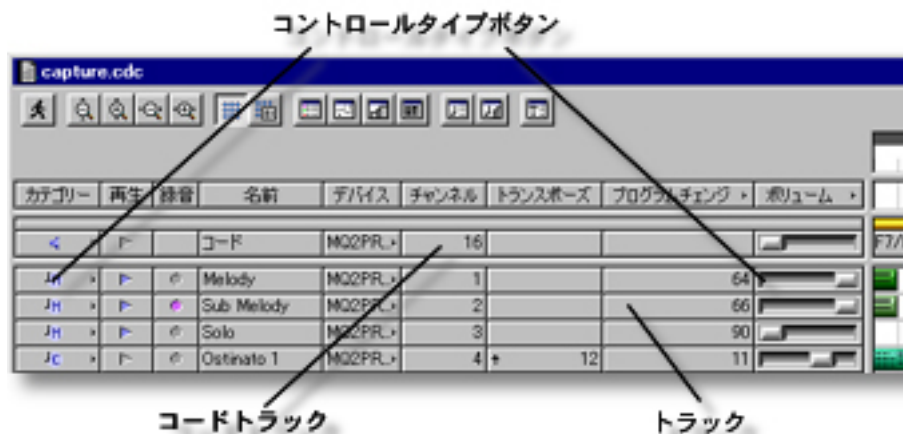 コントロールタイプボタン
capture.cdc
カテゴリー 再生 録音 名前 デバイス チャンネル トランスポーズ プログラムチェンジ ボリューム
コード MQ2PR.. 16 F7/
M Melody MQ2PR.. 1 64
M Sub Melody MQ2PR.. 2 66
M Solo MQ2PR.. 3 90
C Ostinato 1 MQ2PR.. 4 12 11
コードトラック トラック